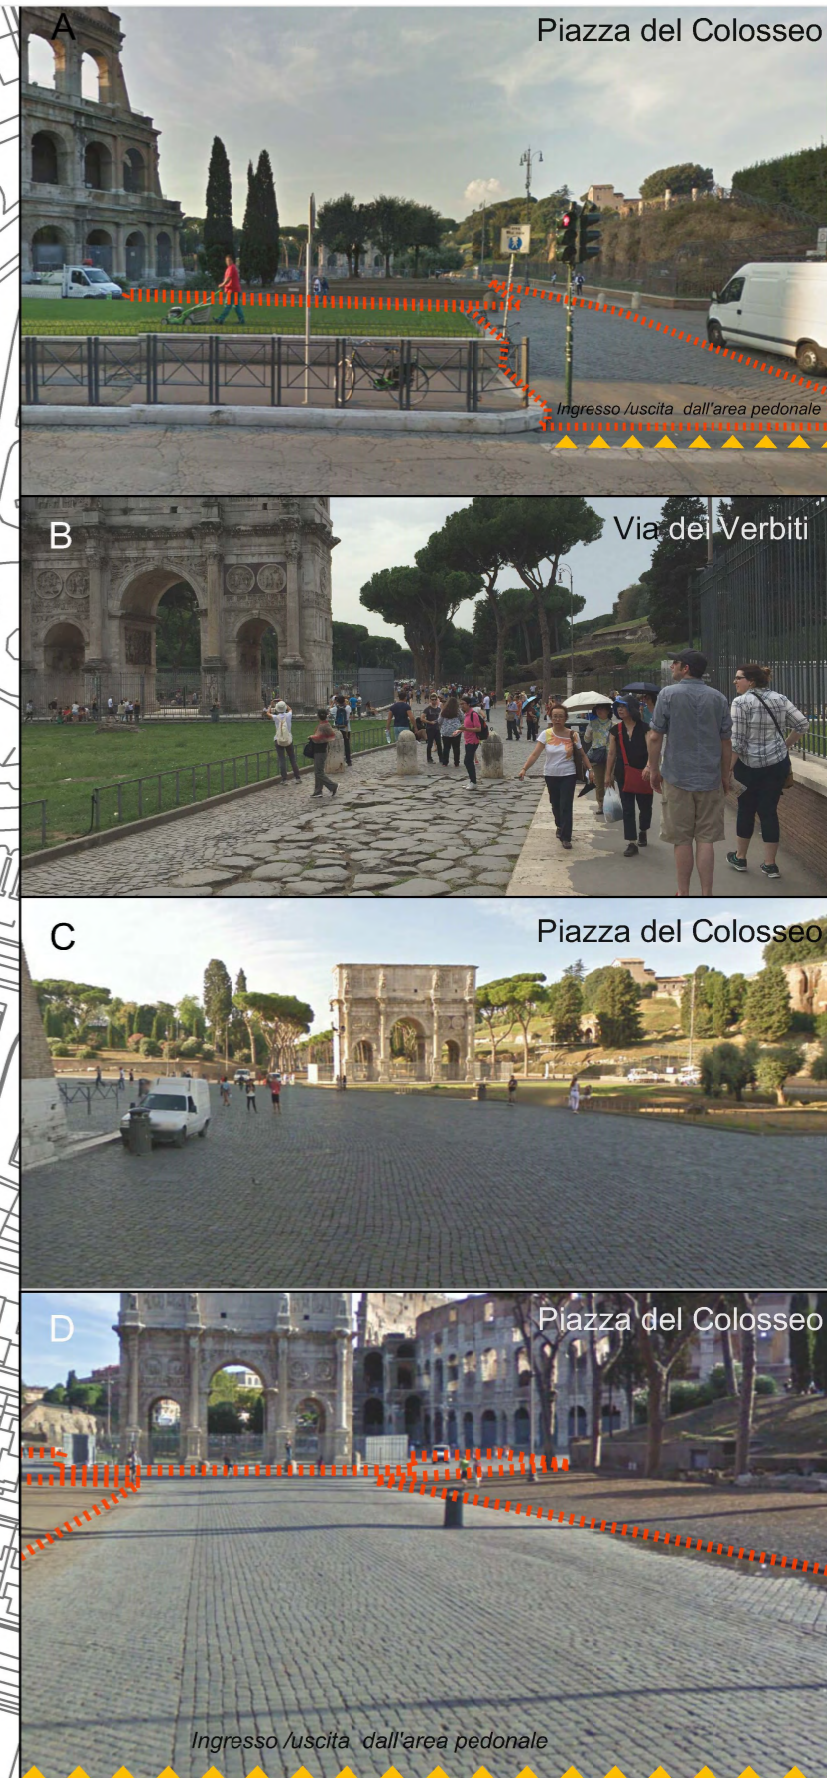 A
Piazza del Colosseo
Ingresso /uscita dall'area pedonale
B
Via dei Verbiti
C
Piazza del Colosseo
D
Piazza del Colosseo
Ingresso /uscita dall'area pedonale